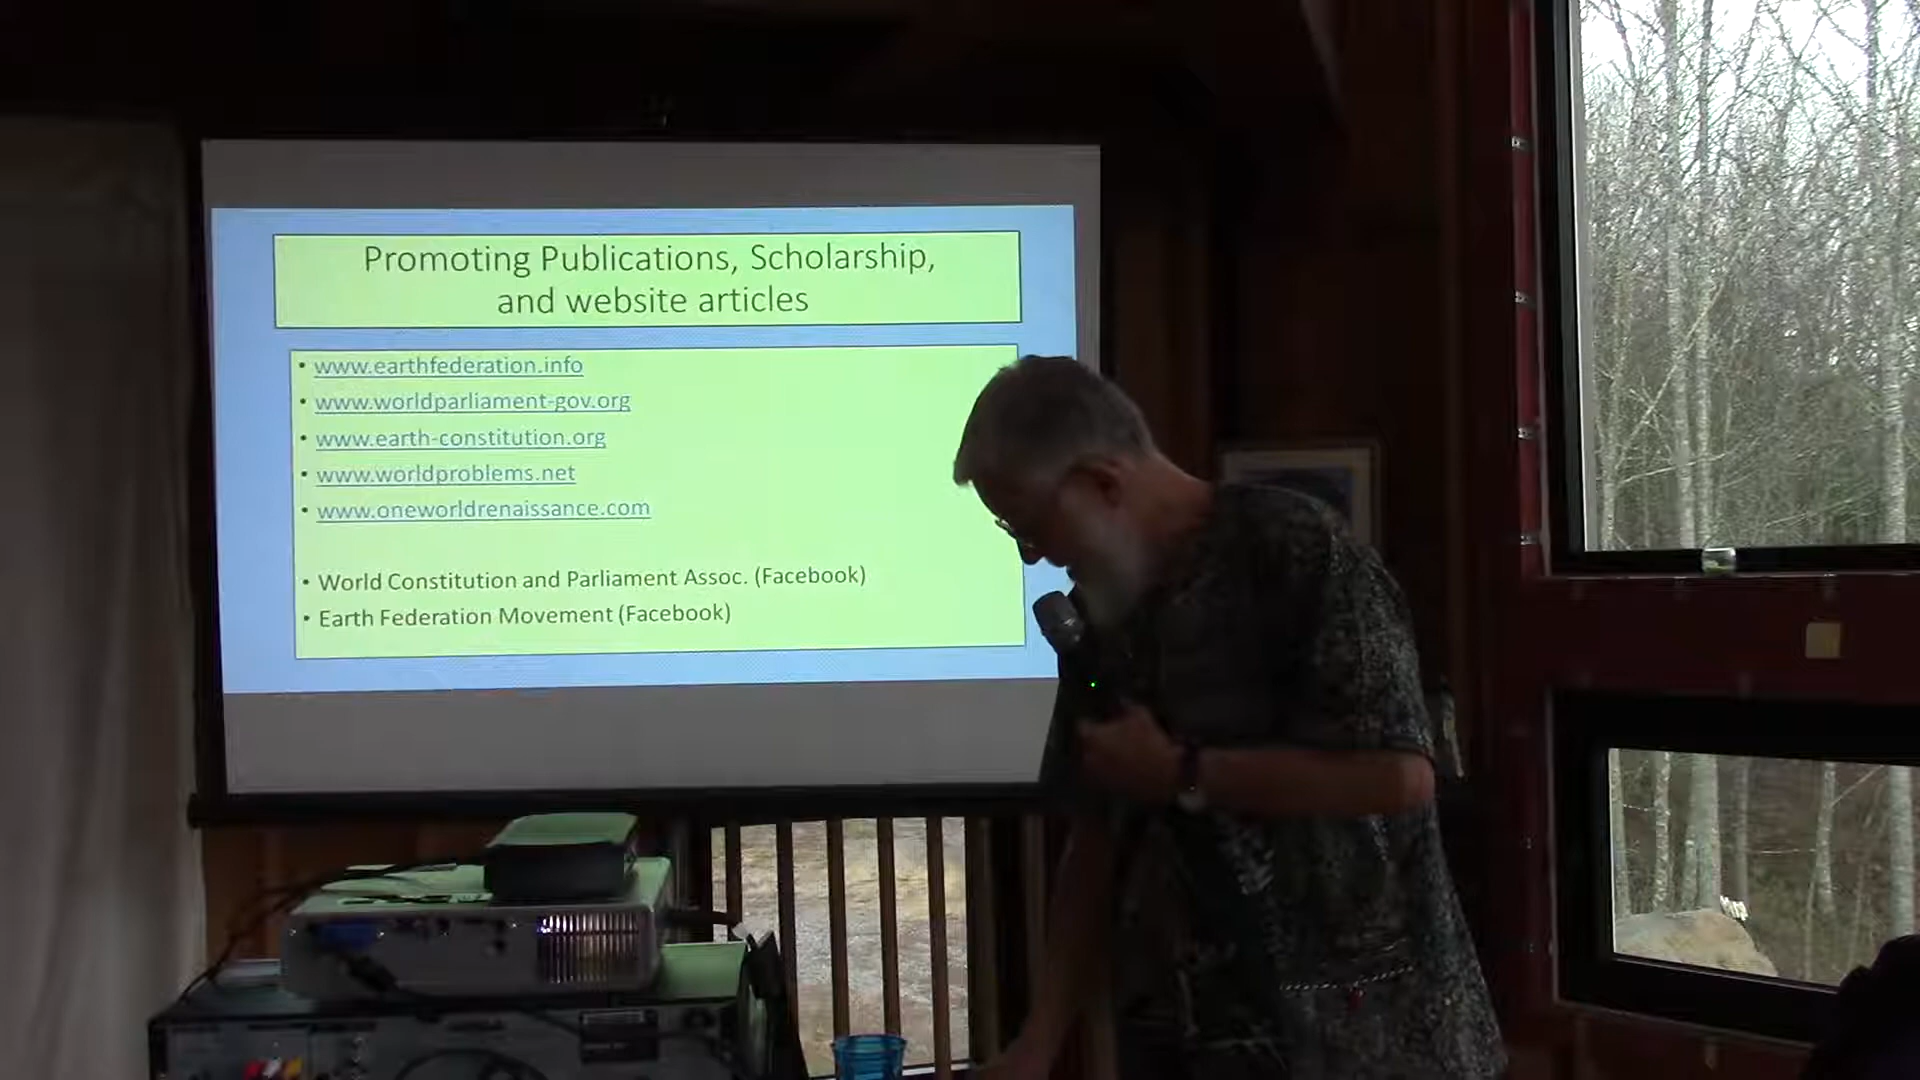 Promoting Publications, Scholarship,
and website articles
• www.earthfederation.info
• www.worldparliament-gov.org
• www.earth-constitution.org
• www.worldproblems.net
• www.oneworldrenaissance.com
• World Constitution and Parliament Assoc. (Facebook)
• Earth Federation Movement (Facebook)